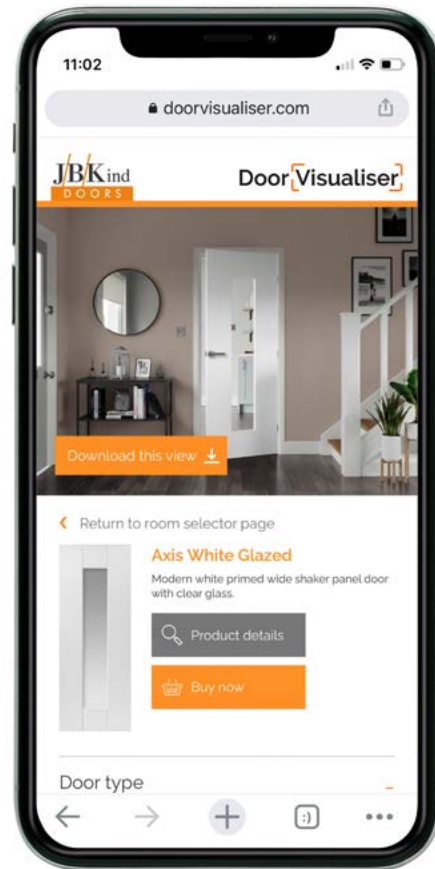 11:02
doorvisualiser.com
J/B/Kind
DOORS
Door Visualiser
Download this view
Return to room selector page
Axis White Glazed
Modern white primed wide shaker panel door
with clear glass.
Product details
Buy now
Door type
:)